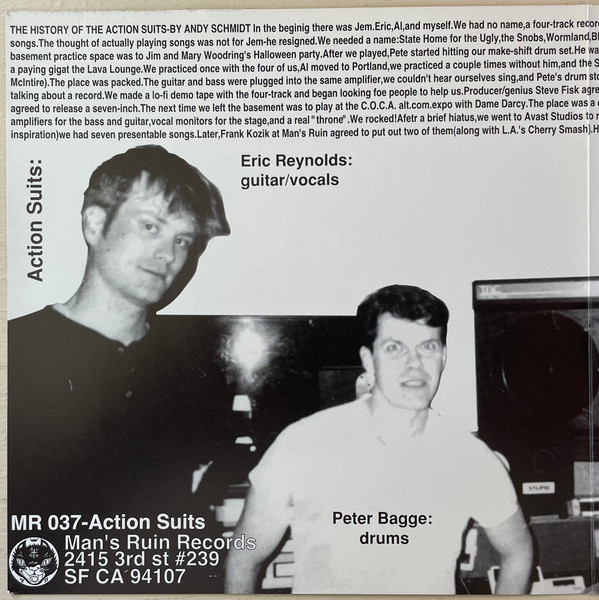 THE HISTORY OF THE ACTION SUITS-BY ANDY SCHMIDT In the beginig there was Jem.Eric,Al,and myself.We had no name,a four-track recor
songs.The thought of actually playing songs was not for Jem-he resigned.We needed a name:State Home for the Ugly,the Snobs,Wormland,Bl
basement practice space was to Jim and Mary Woodring's Halloween party.After we played,Pete started hitting our make-shift drum set.He wa
a paying gigat the Lava Lounge.We practiced once with the four of us,Al moved to Portland,we practiced a couple times without him,and the S
McIntire).The place was packed.The guitar and bass were plugged into the same amplifier,we couldn't hear ourselves sing,and Pete's drum sto
talking about a record.We made a lo-fi demo tape with the four-track and began looking foe people to help us.Producer/genius Steve Fisk agre
agreed to release a seven-inch.The next time we left the basement was to play at the C.O.C.A. alt.com.expo with Dame Darcy.The place was a
amplifiers for the bass and guitar,vocal monitors for the stage,and a real "throne".We rocked!Afetr a brief hiatus,we went to Avast Studios to r
inspiration)we had seven presentable songs.Later,Frank Kozik at Man's Ruin agreed to put out two of them(along with L.A.'s Cherry Smash).H
Action Suits:
Eric Reynolds:
guitar/vocals
STUPID!
Peter Bagge:
drums
MR 037-Action Suits
Man's Ruin Records
2415 3rd st #239
SF CA 94107